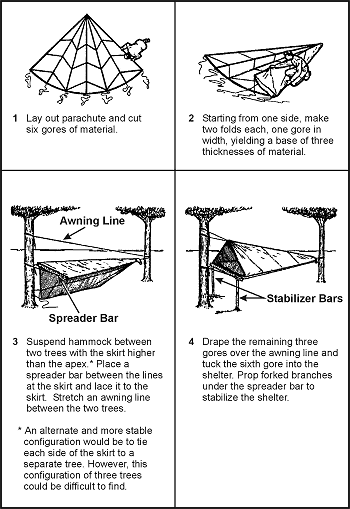 1 Lay out parachute and cut
six gores of material.
2 Starting from one side, make
two folds each, one gore in
width, yielding a base of three
thicknesses of material.
Awning Line
Spreader Bar
3 Suspend hammock between
two trees with the skirt higher
than the apex.* Place a
spreader bar between the lines
at the skirt and lace it to the
skirt. Stretch an awning line
between the two trees.
* An alternate and more stable
configuration would be to tie
each side of the skirt to a
separate tree. However, this
configuration of three trees
could be difficult to find.
Stabilizer Bars
4 Drape the remaining three
gores over the awning line and
tuck the sixth gore into the
shelter. Prop forked branches
under the spreader bar to
stabilize the shelter.